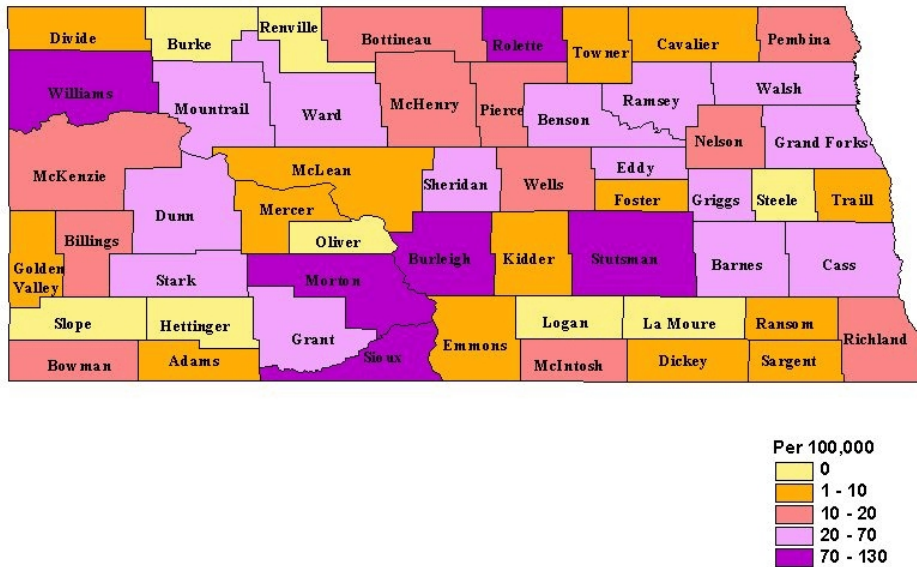 Divide
Burke
Renville
Bottineau
Rolette
Towner
Cavalier
Pembina
Williams
Mountrail
Ward
McHenry
Pierce
Benson
Ramsey
Walsh
McKenzie
McLean
Sheridan
Wells
Eddy
Nelson
Grand Forks
Dunn
Mercer
Foster
Griggs
Steele
Traill
Billings
Oliver
Golden
Valley
Stark
Morton
Burleigh
Kidder
Stutsman
Barnes
Cass
Slope
Hettinger
Grant
Emmons
Logan
La Moure
Ransom
Richland
Bowman
Adams
Sioux
McIntosh
Dickey
Sargent
Per 100,000
0
1 - 10
10 - 20
20 - 70
70 - 130